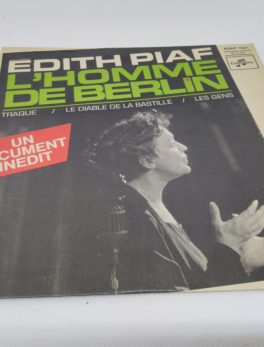 EDITH PIAF
L'HOMME
DE BERLIN
TRAQUE / LE DIABLE DE LA BASTILLE / LES GENS
UN
CUMENT
INEDIT